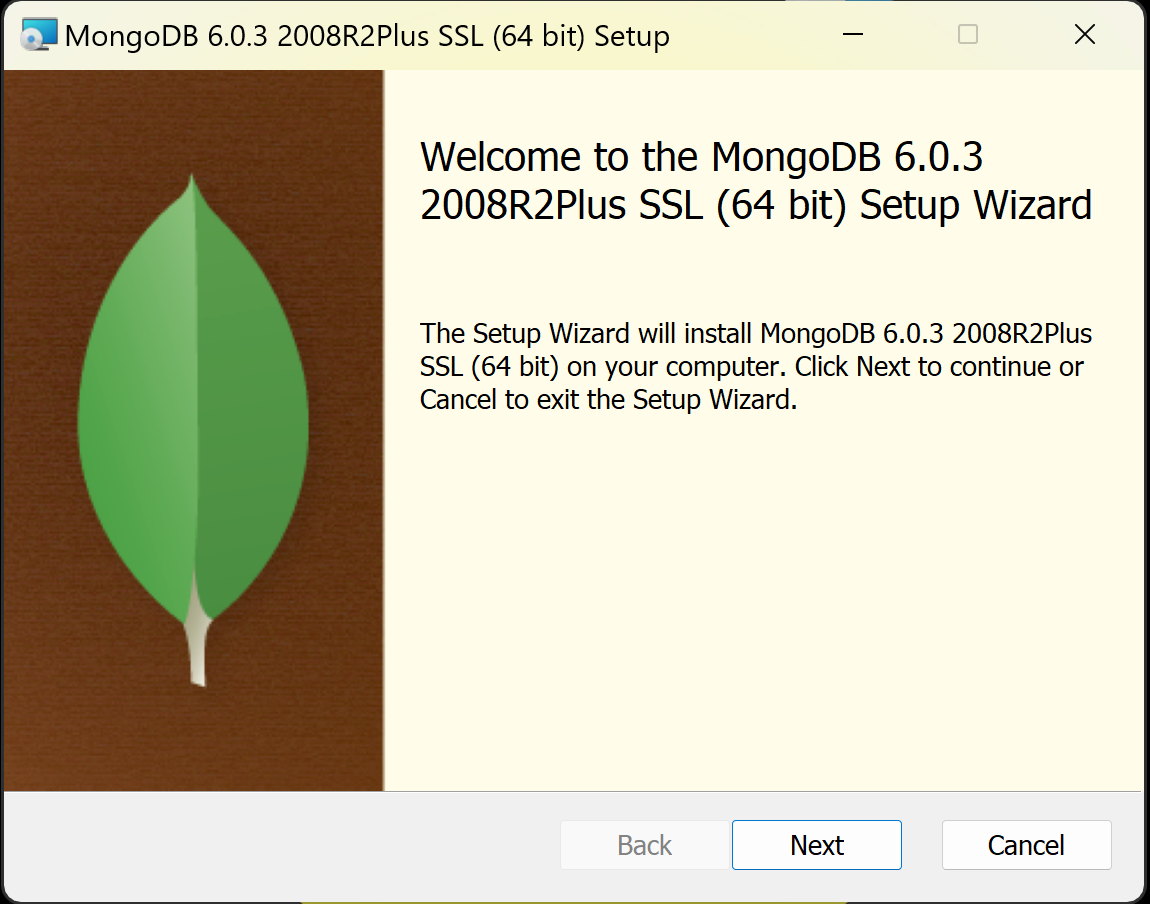 MongoDB 6.0.3 2008R2Plus SSL (64 bit) Setup
Welcome to the MongoDB 6.0.3
2008R2Plus SSL (64 bit) Setup Wizard
The Setup Wizard will install MongoDB 6.0.3 2008R2Plus
SSL (64 bit) on your computer. Click Next to continue or
Cancel to exit the Setup Wizard.
Back
Next
Cancel